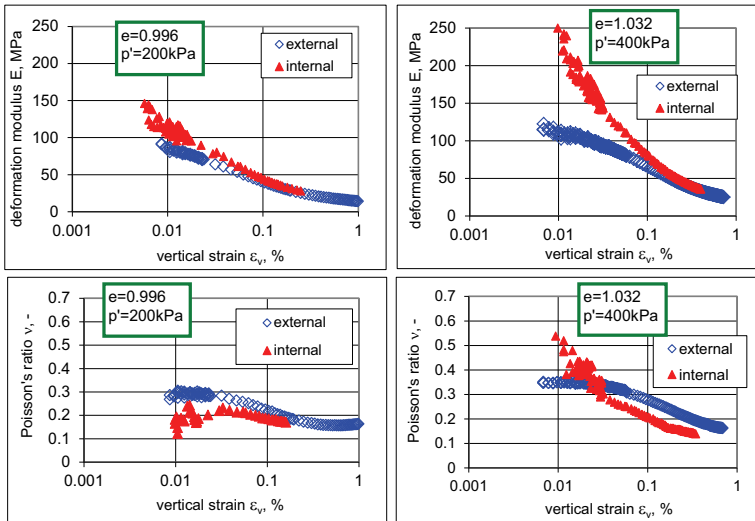 e=0.996
p'=200kPa
external
internal
deformation modulus E, MPa
250
200
150
100
50
0
0.001 0.01 0.1 1
vertical strain εv, %
e=1.032
p'=400kPa
external
internal
deformation modulus E, MPa
250
200
150
100
50
0
0.001 0.01 0.1 1
vertical strain εv, %
e=0.996
p'=200kPa
external
internal
Poisson's ratio ν, -
0.7
0.6
0.5
0.4
0.3
0.2
0.1
0
0.001 0.01 0.1 1
vertical strain εv, %
e=1.032
p'=400kPa
external
internal
Poisson's ratio ν, -
0.7
0.6
0.5
0.4
0.3
0.2
0.1
0
0.001 0.01 0.1 1
vertical strain εv, %